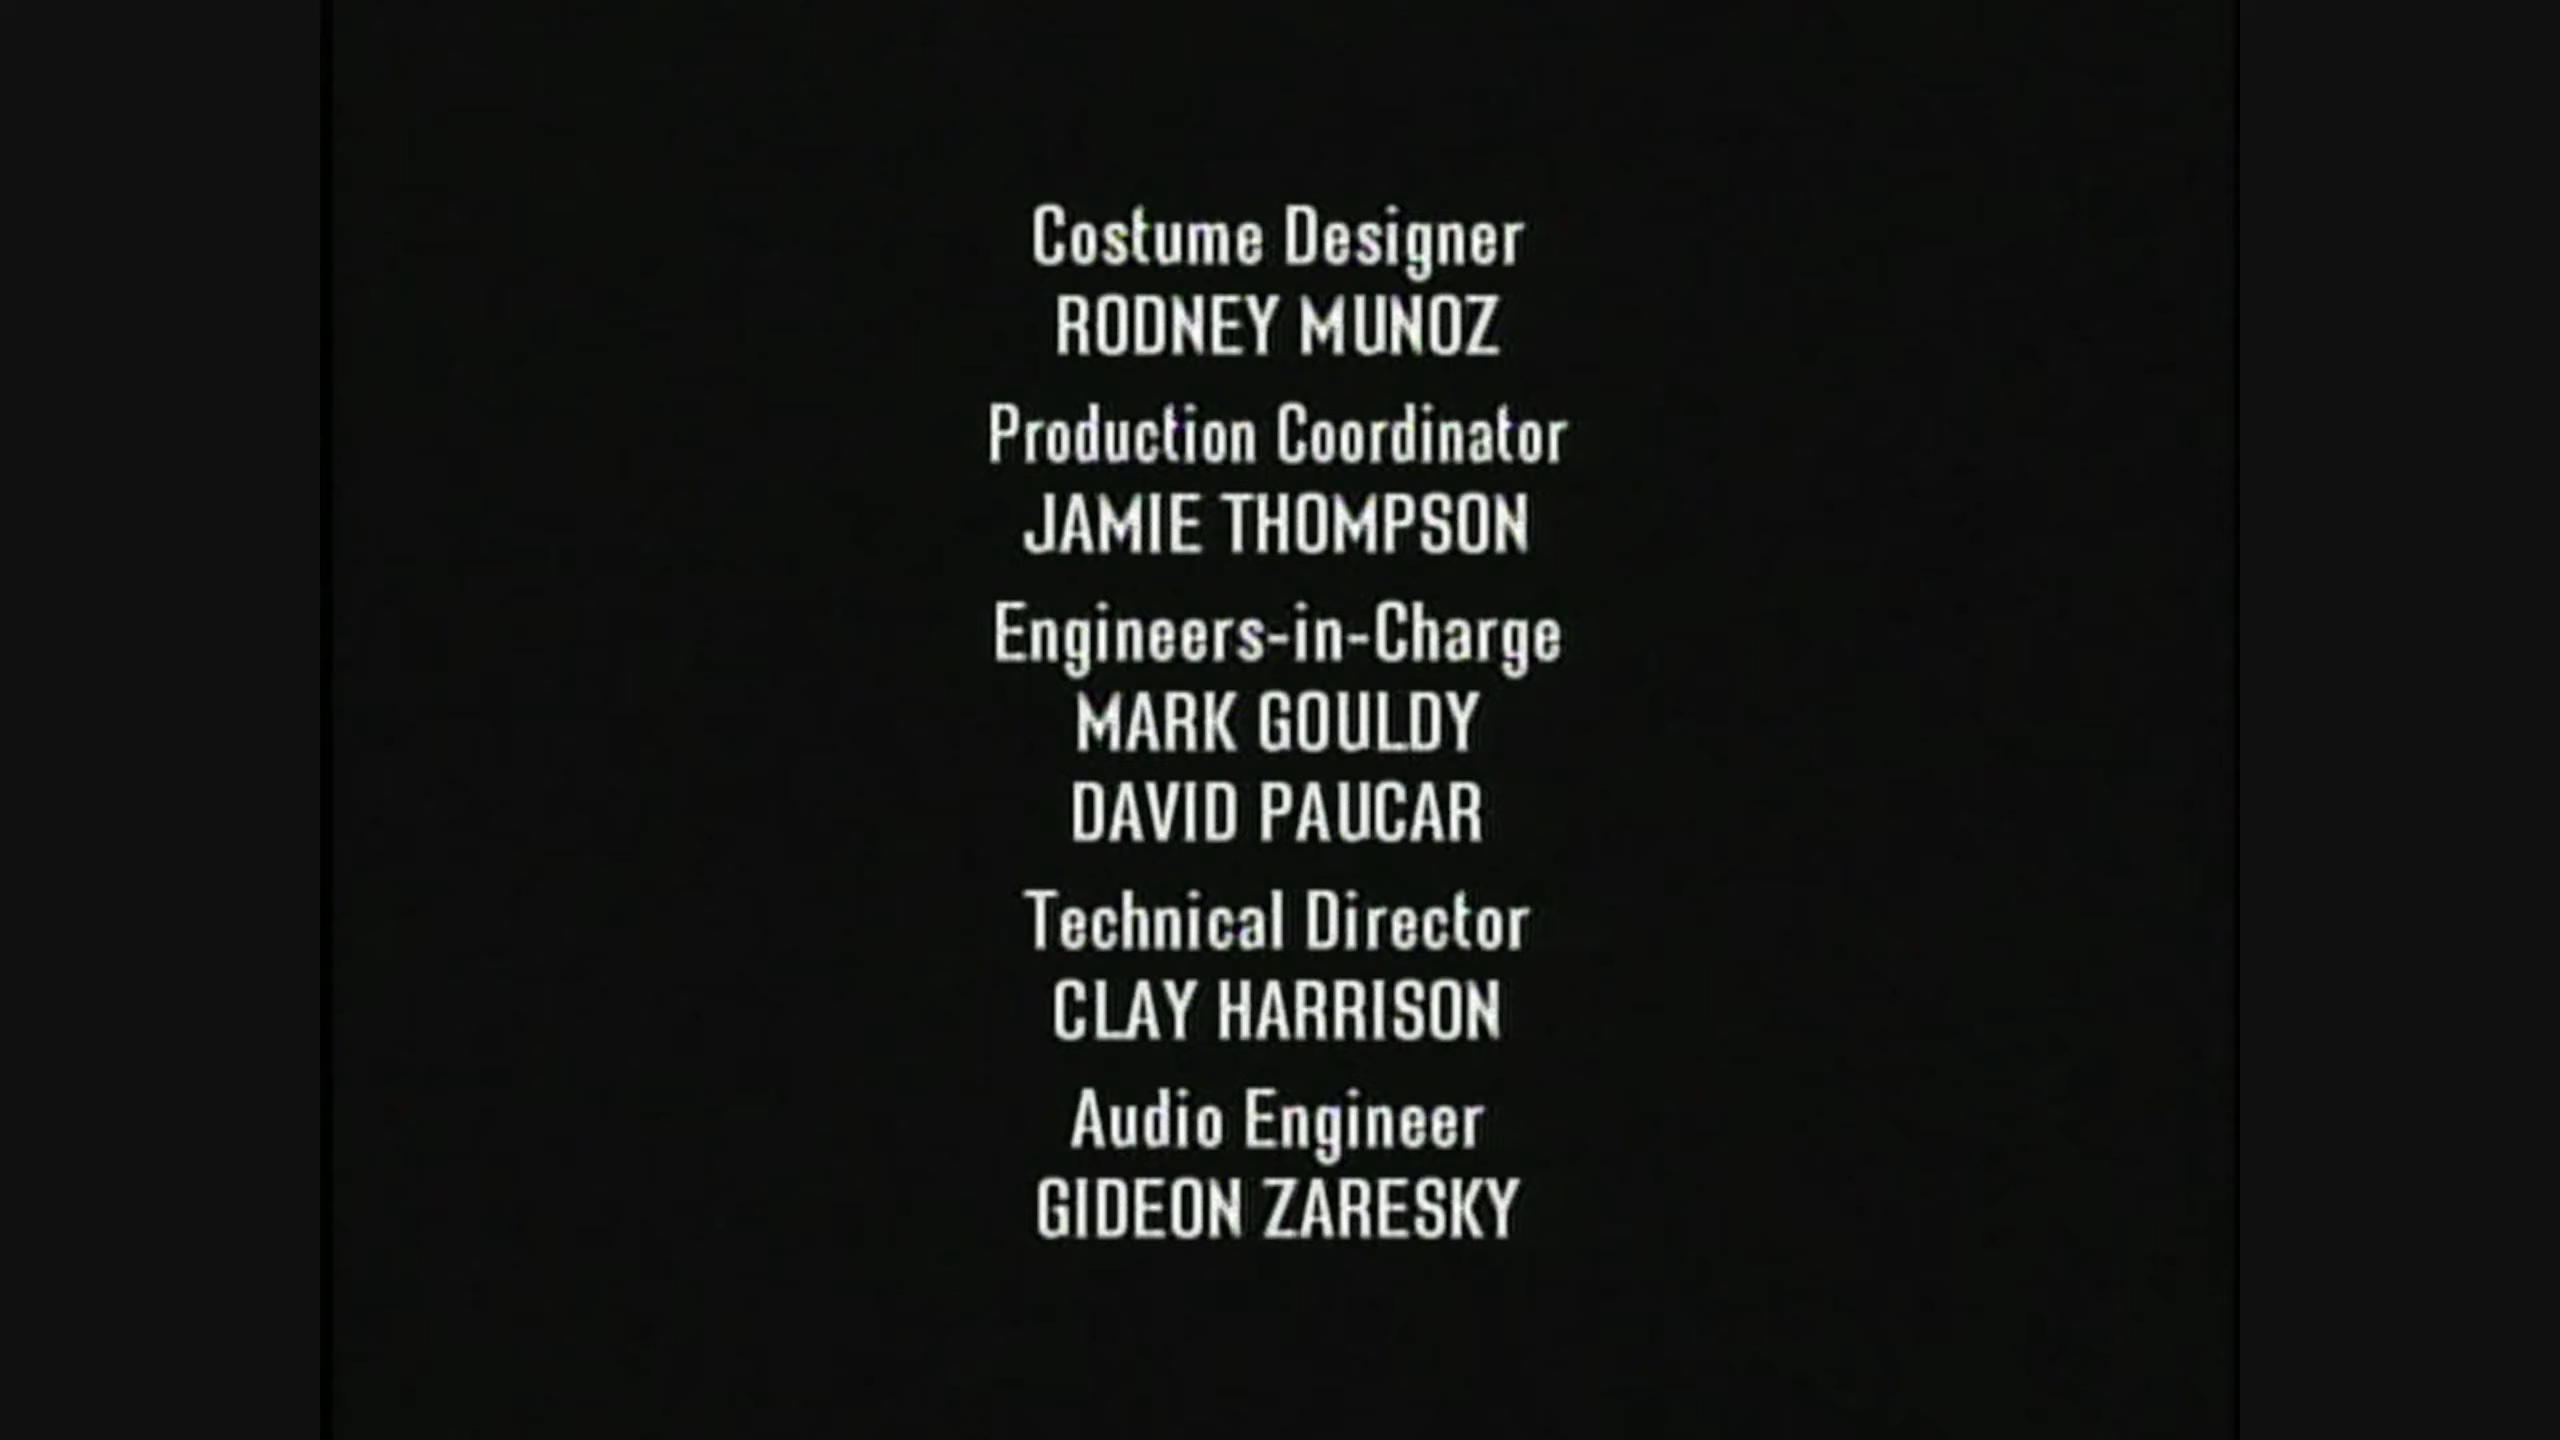 Costume Designer
RODNEY MUNOZ
Production Coordinator
JAMIE THOMPSON
Engineers-in-Charge
MARK GOULDY
DAVID PAUCAR
Technical Director
CLAY HARRISON
Audio Engineer
GIDEON ZARESKY